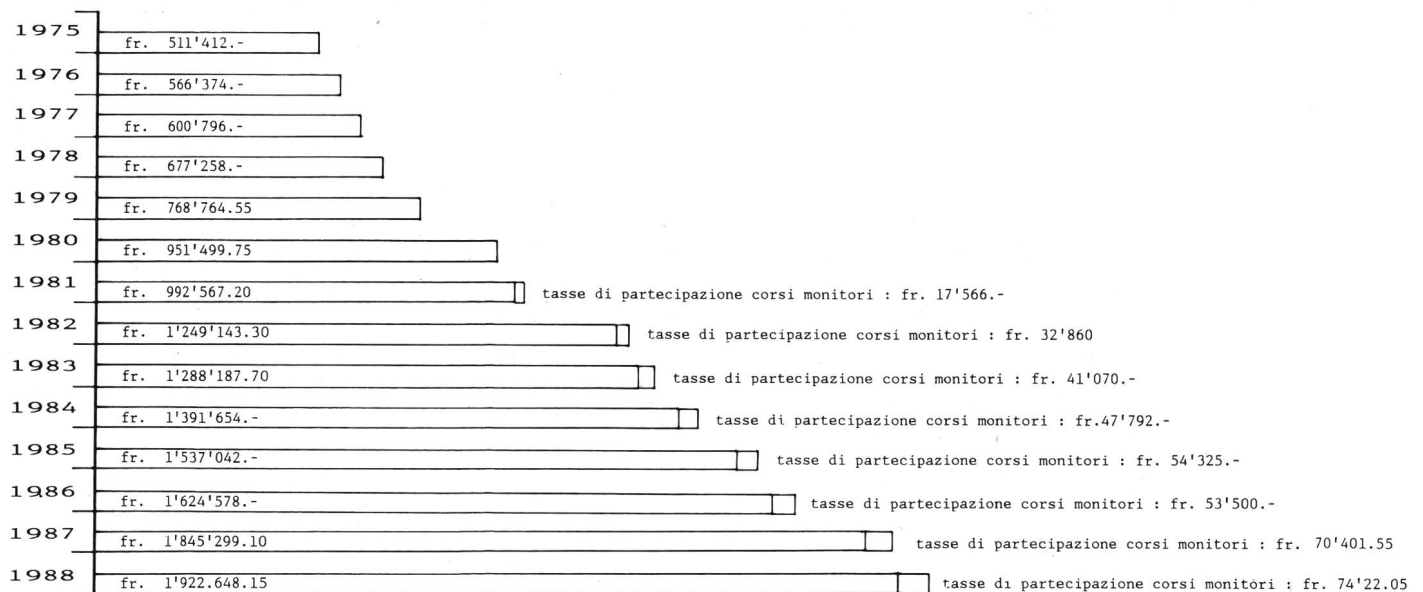 1975 fr. 511'412.-
1976 fr. 566'374.-
1977 fr. 600'796.-
1978 fr. 677'258.-
1979 fr. 768'764.55
1980 fr. 951'499.75
1981 fr. 992'567.20 tasse di partecipazione corsi monitori : fr. 17'566.-
1982 fr. 1'249'143.30 tasse di partecipazione corsi monitori : fr. 32'860
1983 fr. 1'288'187.70 tasse di partecipazione corsi monitori : fr. 41'070.-
1984 fr. 1'391'654.- tasse di partecipazione corsi monitori : fr.47'792.-
1985 fr. 1'537'042.- tasse di partecipazione corsi monitori : fr. 54'325.-
1986 fr. 1'624'578.- tasse di partecipazione corsi monitori : fr. 53'500.-
1987 fr. 1'845'299.10 tasse di partecipazione corsi monitori : fr. 70'401.55
1988 fr. 1'922.648.15 tasse di partecipazione corsi monitori : fr. 74'22.05